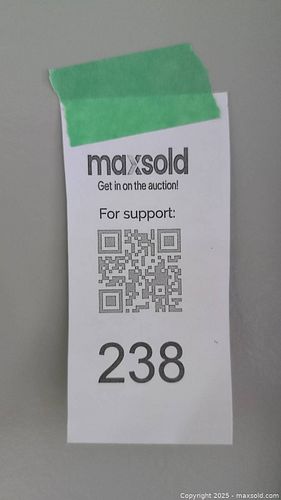 maxsold
Get in on the auction!
For support:
238
Copyright 2025 - maxsold.com